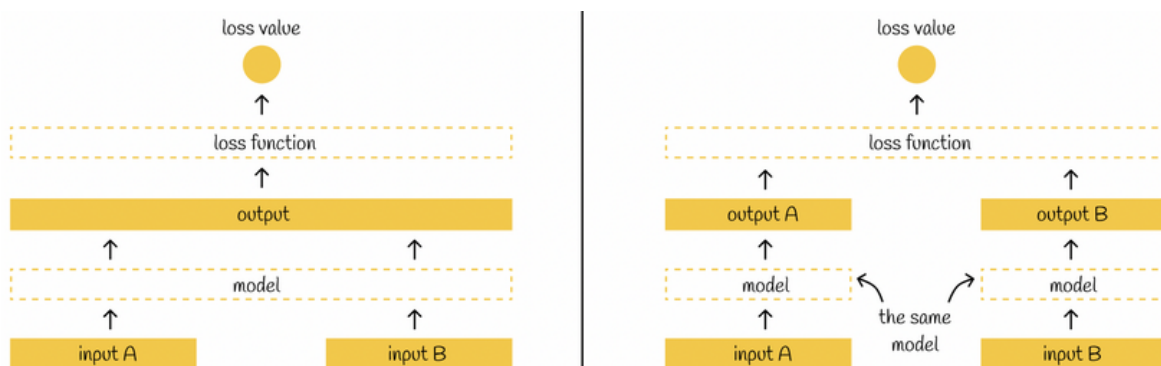 loss value
loss function
output
model
input A
input B
loss value
loss function
output A
output B
model
model
the same
model
input A
input B